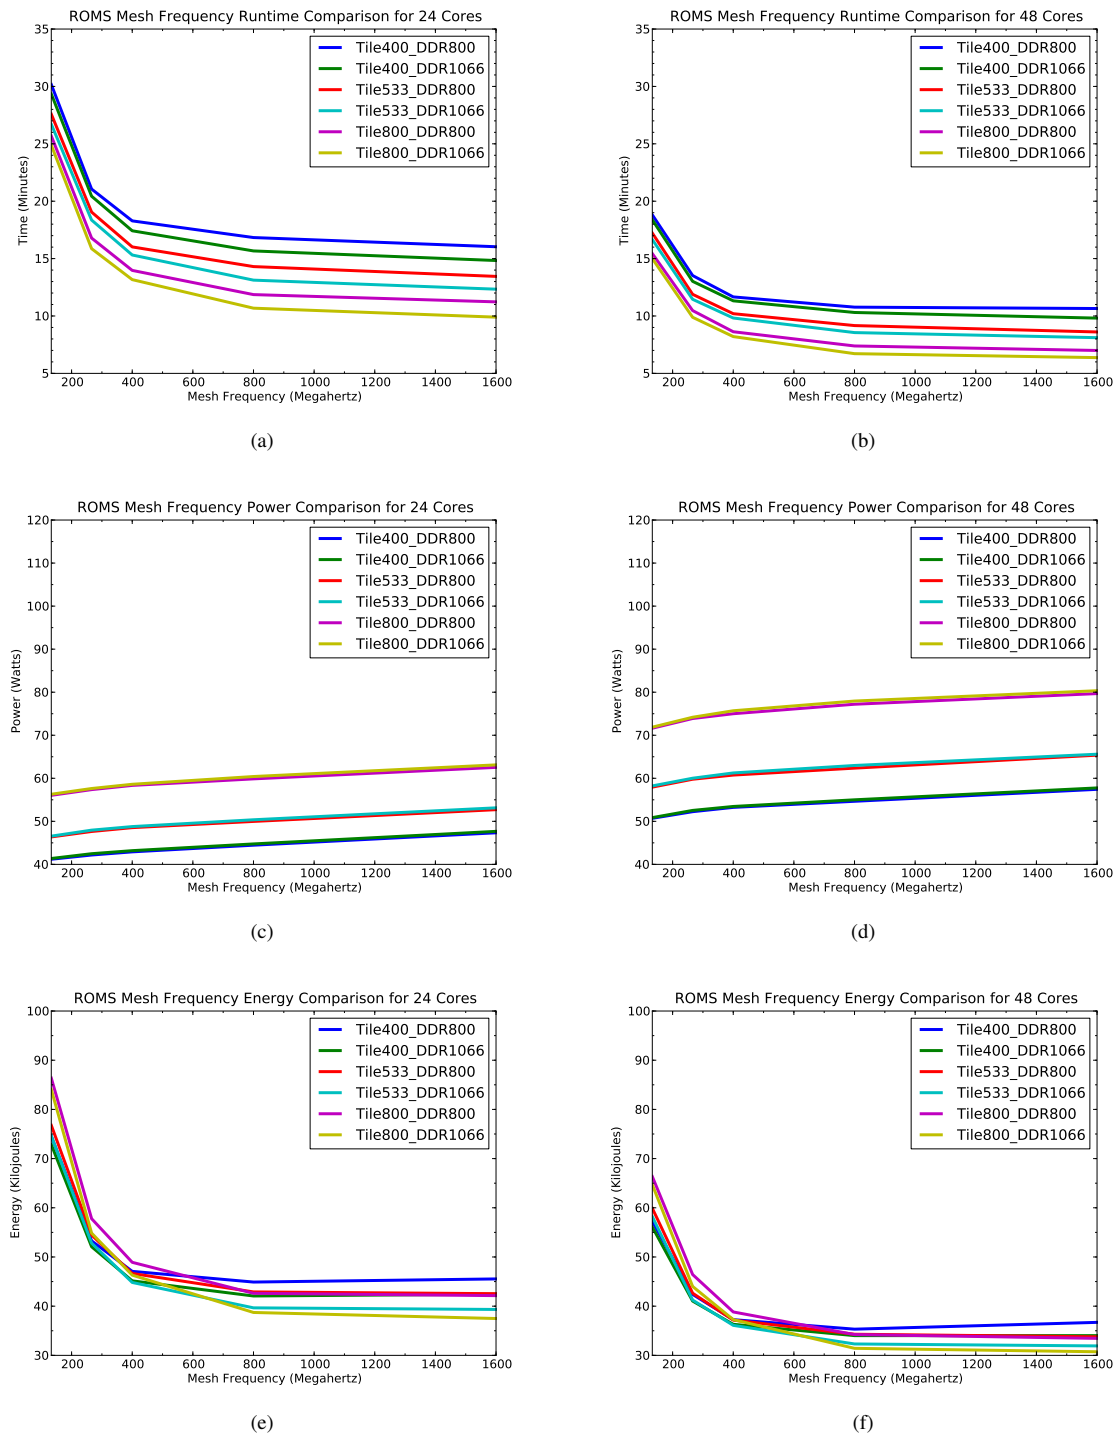 ROMS Mesh Frequency Runtime Comparison for 24 Cores
35
30
25
20
15
10
5
Time (Minutes)
200 400 600 800 1000 1200 1400 1600
Mesh Frequency (Megahertz)
Tile400_DDR800
Tile400_DDR1066
Tile533_DDR800
Tile533_DDR1066
Tile800_DDR800
Tile800_DDR1066
(a)
ROMS Mesh Frequency Runtime Comparison for 48 Cores
35
30
25
20
15
10
5
Time (Minutes)
200 400 600 800 1000 1200 1400 1600
Mesh Frequency (Megahertz)
Tile400_DDR800
Tile400_DDR1066
Tile533_DDR800
Tile533_DDR1066
Tile800_DDR800
Tile800_DDR1066
(b)
ROMS Mesh Frequency Power Comparison for 24 Cores
120
110
100
90
80
70
60
50
40
Power (Watts)
200 400 600 800 1000 1200 1400 1600
Mesh Frequency (Megahertz)
Tile400_DDR800
Tile400_DDR1066
Tile533_DDR800
Tile533_DDR1066
Tile800_DDR800
Tile800_DDR1066
(c)
ROMS Mesh Frequency Power Comparison for 48 Cores
120
110
100
90
80
70
60
50
40
Power (Watts)
200 400 600 800 1000 1200 1400 1600
Mesh Frequency (Megahertz)
Tile400_DDR800
Tile400_DDR1066
Tile533_DDR800
Tile533_DDR1066
Tile800_DDR800
Tile800_DDR1066
(d)
ROMS Mesh Frequency Energy Comparison for 24 Cores
100
90
80
70
60
50
40
30
Energy (Kilojoules)
200 400 600 800 1000 1200 1400 1600
Mesh Frequency (Megahertz)
Tile400_DDR800
Tile400_DDR1066
Tile533_DDR800
Tile533_DDR1066
Tile800_DDR800
Tile800_DDR1066
(e)
ROMS Mesh Frequency Energy Comparison for 48 Cores
100
90
80
70
60
50
40
30
Energy (Kilojoules)
200 400 600 800 1000 1200 1400 1600
Mesh Frequency (Megahertz)
Tile400_DDR800
Tile400_DDR1066
Tile533_DDR800
Tile533_DDR1066
Tile800_DDR800
Tile800_DDR1066
(f)